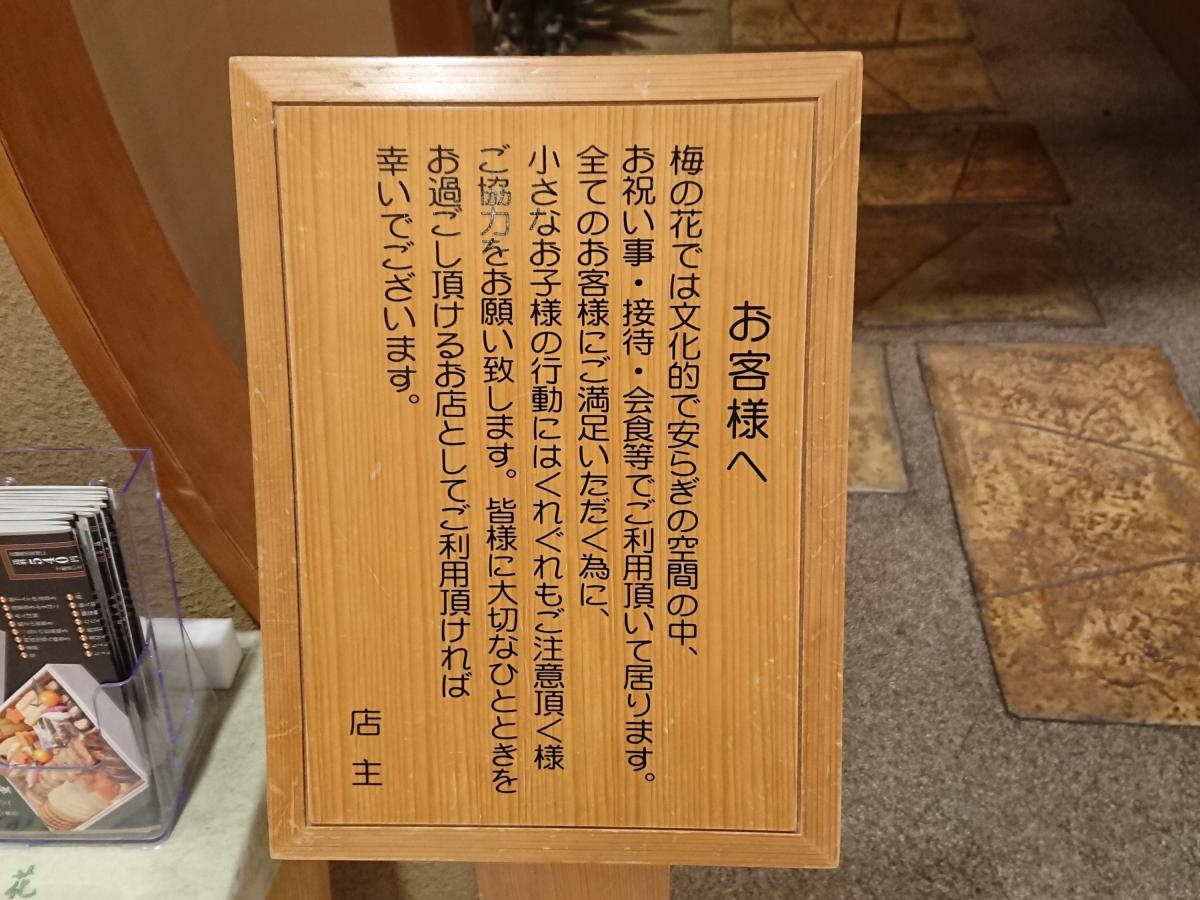 お客様へ
梅の花では文化的で安らぎの空間の中、
お祝い事・接待・会食等でご利用頂いて居ります。
全てのお客様にご満足いただく為に、
小さなお子様の行動にはくれぐれもご注意頂く様
ご協力をお願い致します。皆様に大切なひとときを
お過ごし頂けるお店としてご利用頂ければ
幸いでございます。
店主
花